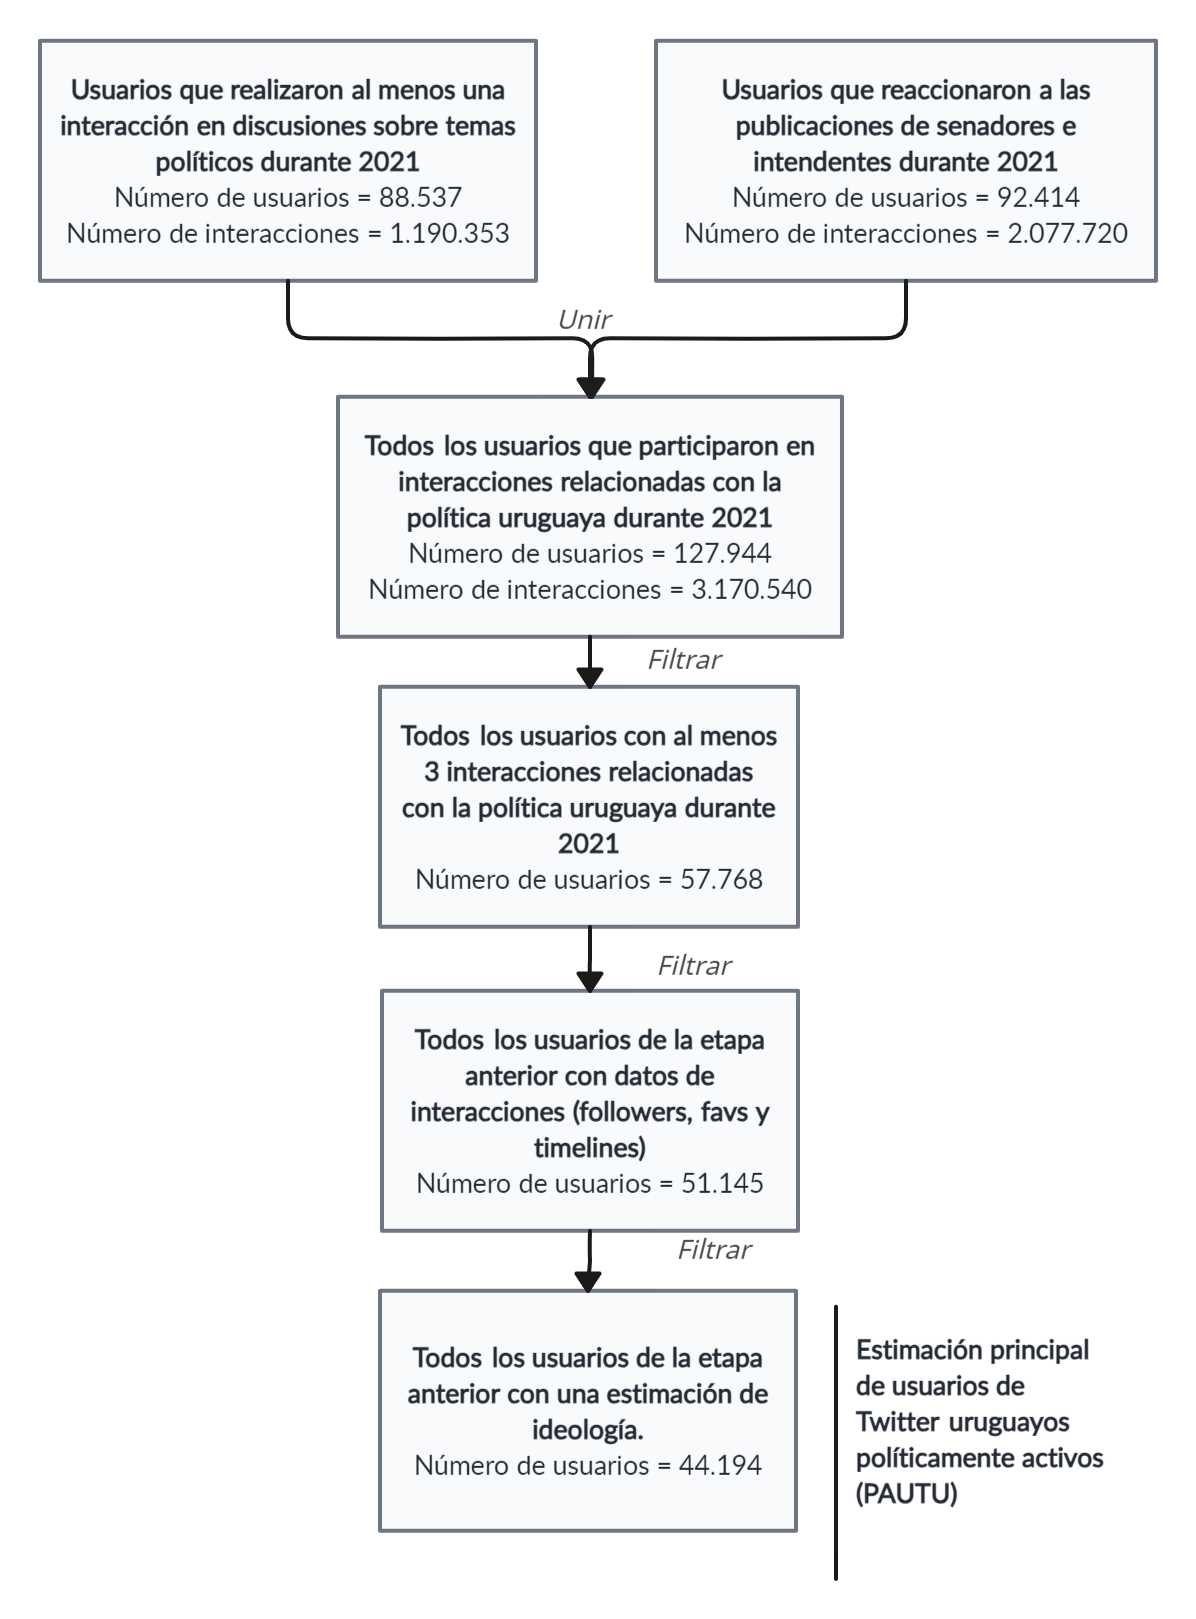 Usuarios que realizaron al menos una
interacción en discusiones sobre temas
políticos durante 2021
Número de usuarios = 88.537
Número de interacciones = 1.190.353
Usuarios que reaccionaron a las
publicaciones de senadores e
intendentes durante 2021
Número de usuarios = 92.414
Número de interacciones = 2.077.720
Unir
Todos los usuarios que participaron en
interacciones relacionadas con la
política uruguaya durante 2021
Número de usuarios = 127.944
Número de interacciones = 3.170.540
Filtrar
Todos los usuarios con al menos
3 interacciones relacionadas
con la política uruguaya durante
2021
Número de usuarios = 57.768
Filtrar
Todos los usuarios de la etapa
anterior con datos de
interacciones (followers, favs y
timelines)
Número de usuarios = 51.145
Filtrar
Todos los usuarios de la etapa
anterior con una estimación de
ideología.
Número de usuarios = 44.194
Estimación principal
de usuarios de
Twitter uruguayos
políticamente activos
(PAUTU)